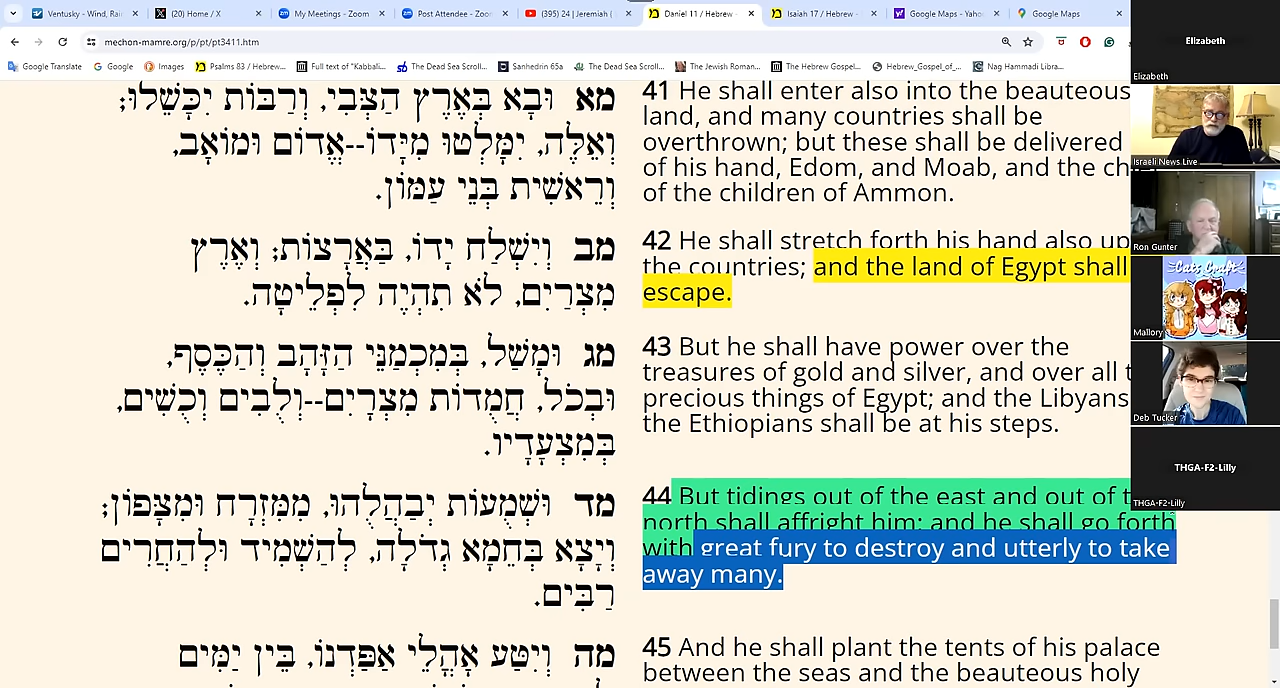 Ventusky - Wind, Rai
(20) Home / X
My Meetings - Zoom
Post Attendee - Zoo
(395) 24 | Jeremiah (
Daniel 11 / Hebrew -
Isaiah 17 / Hebrew -
Google Maps - Yaho
Google Maps
mechon-mamre.org/p/pt/pt3411.htm
Google Translate
Google
Images
Psalms 83 / Hebrew...
Full text of "Kabbali...
The Dead Sea Scroll...
Sanhedrin 65a
The Dead Sea Scroll...
The Jewish Roman...
The Hebrew Gospel...
Hebrew_Gospel_of_...
Nag Hammadi Libra...
מא וּבָא בְּאֶרֶץ הַצְּבִי, וְרַבּוֹת יִכָּשֵׁלוּ;
וְאֵלֶּה, יִמָּלְטוּ מִיָּדוֹ--אֱדוֹם וּמוֹאָב,
וְרֵאשִׁית בְּנֵי עַמּוֹן.
41 He shall enter also into the beauteous
land, and many countries shall be
overthrown; but these shall be delivered
of his hand, Edom, and Moab, and the
of the children of Ammon.
מב וְיִשְׁלַח יָדוֹ, בַּאֲרָצוֹת; וְאֶרֶץ
מִצְרַיִם, לֹא תִהְיֶה לִפְלֵיטָה.
42 He shall stretch forth his hand also up
the countries; and the land of Egypt shall
escape.
מג וּמָשַׁל, בְּמִכְמַנֵּי הַזָּהָב וְהַכֶּסֶף,
וּבְכֹל, חֲמֻדוֹת מִצְרָיִם--וְלֻבִים וְכֻשִׁים,
בְּמִצְעָדָיו.
43 But he shall have power over the
treasures of gold and silver, and over all t
precious things of Egypt; and the Libyans
the Ethiopians shall be at his steps.
מד וּשְׁמֻעוֹת יְבַהֲלֻהוּ, מִמִּזְרָח וּמִצָּפוֹן;
וְיָצָא בְּחֵמָא גְדֹלָה, לְהַשְׁמִיד וּלְהַחֲרִים
רַבִּים.
44 But tidings out of the east and out of t
north shall affright him; and he shall go forth
with great fury to destroy and utterly to take
away many.
מה וְיִטַּע אָהֳלֵי אַפַּדְנוֹ, בֵּין יַמִּים
45 And he shall plant the tents of his palace
between the seas and the beauteous holy
Elizabeth
Elizabeth
Israeli News Live
Ron Gunter
Cats Craft
Mallory
Deb Tucker
THGA-F2-Lilly
THGA-F2-Lilly